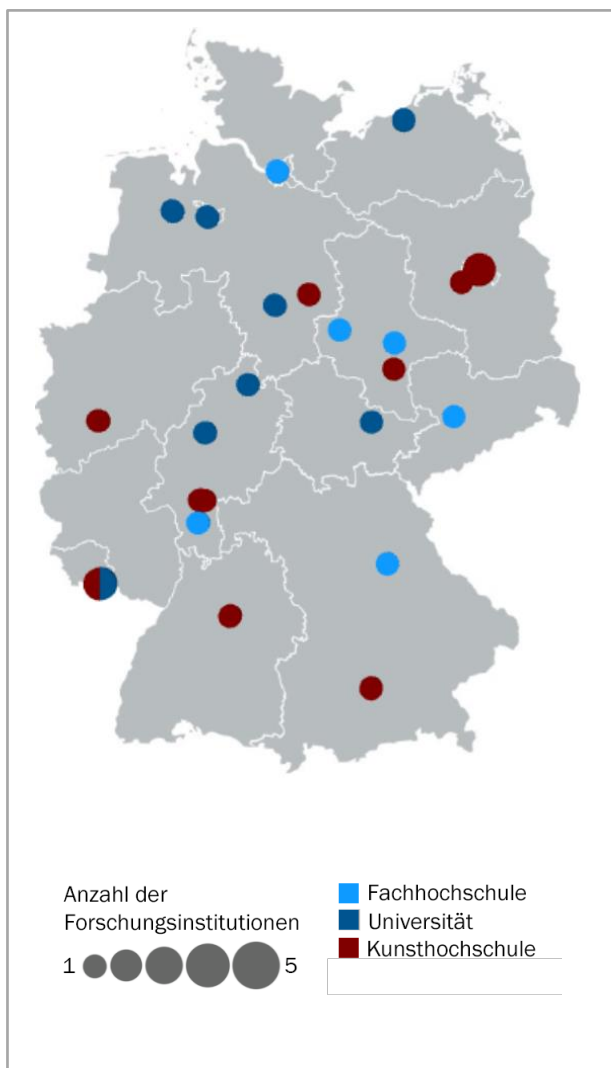 Anzahl der
Forschungsinstitutionen
1 5
Fachhochschule
Universität
Kunsthochschule